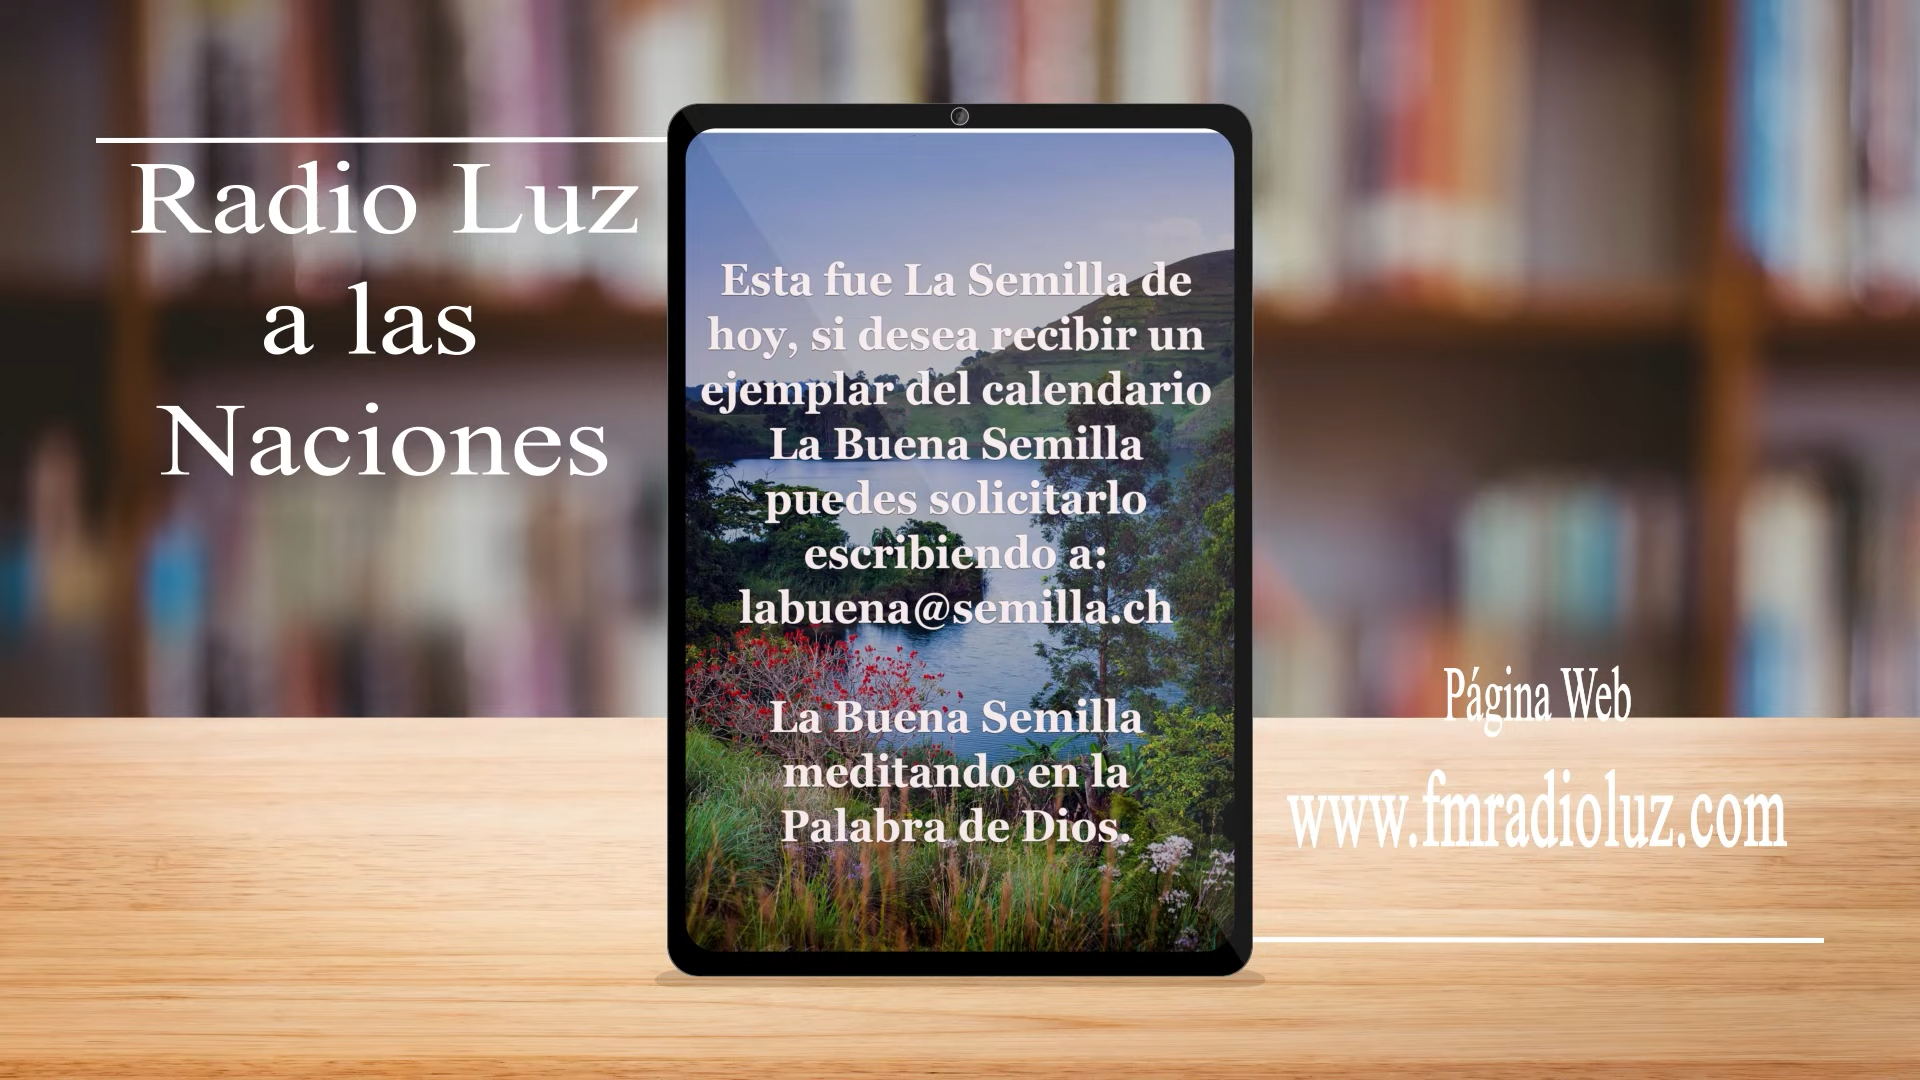 Radio Luz
a las
Naciones
Esta fue La Semilla de
hoy, si desea recibir un
ejemplar del calendario
La Buena Semilla
puedes solicitarlo
escribiendo a:
labuena@semilla.ch
La Buena Semilla
meditando en la
Palabra de Dios.
Página Web
www.fmradioluz.com